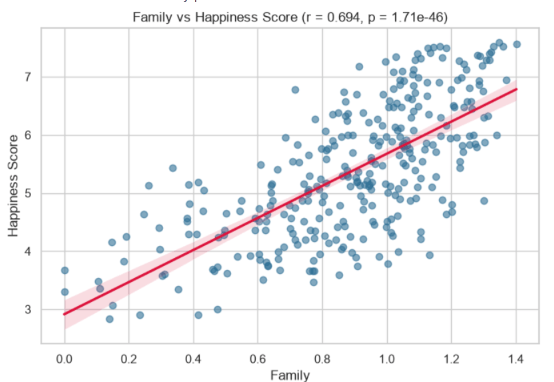 Family vs Happiness Score (r = 0.694, p = 1.71e-46)
Happiness Score
7
6
5
4
3
0.0 0.2 0.4 0.6 0.8 1.0 1.2 1.4
Family